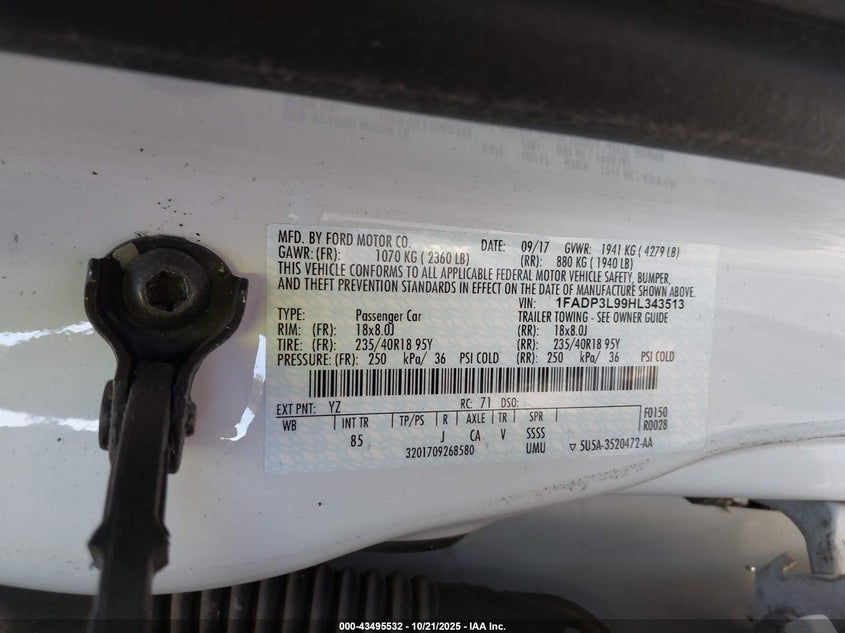 MFD. BY FORD MOTOR CO. DATE: 09/17 GVWR: 1941 KG ( 4279 LB)
GAWR: (FR): 1070 KG ( 2360 LB) (RR): 880 KG ( 1940 LB)
THIS VEHICLE CONFORMS TO ALL APPLICABLE FEDERAL MOTOR VEHICLE SAFETY, BUMPER,
AND THEFT PREVENTION STANDARDS IN EFFECT ON THE DATE OF MANUFACTURE SHOWN ABOVE
VIN: 1FADP3L99HL343513
TYPE: Passenger Car TRAILER TOWING - SEE OWNER GUIDE
RIM: (FR): 18x8.0J (RR): 18x8.0J
TIRE: (FR): 235/40R18 95Y (RR): 235/40R18 95Y
PRESSURE: (FR): 250 kPa/ 36 PSI COLD (RR): 250 kPa/ 36 PSI COLD
EXT PNT: YZ RC: 71 DSO: F0150
WB INT TR TP/PS R AXLE TR SPR R0028
85 J CA V SSSS
3201709268580 UMU ▽ 5U5A-3520472-AA
000-43495532 - 10/21/2025 - IAA Inc.